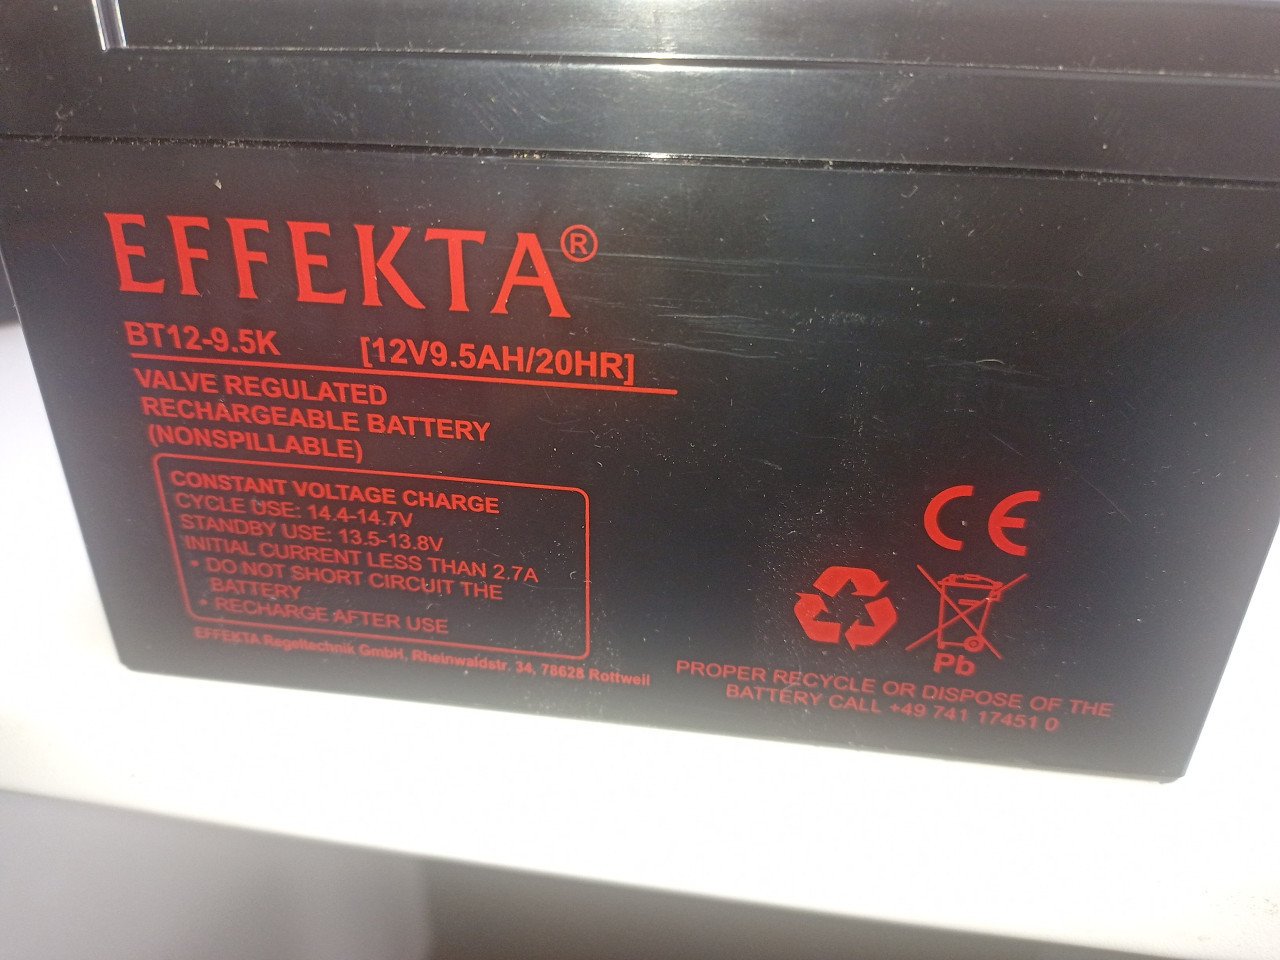 EFFEKTA®
BT12-9.5K [12V9.5AH/20HR]
VALVE REGULATED
RECHARGEABLE BATTERY
(NONSPILLABLE)
CONSTANT VOLTAGE CHARGE
CYCLE USE: 14.4-14.7V
STANDBY USE: 13.5-13.8V
INITIAL CURRENT LESS THAN 2.7A
• DO NOT SHORT CIRCUIT THE
BATTERY
• RECHARGE AFTER USE
EFFEKTA Regeltechnik GmbH, Rheinwaldstr. 34, 78628 Rottweil
CE
Pb
PROPER RECYCLE OR DISPOSE OF THE
BATTERY CALL +49 741 17451 0